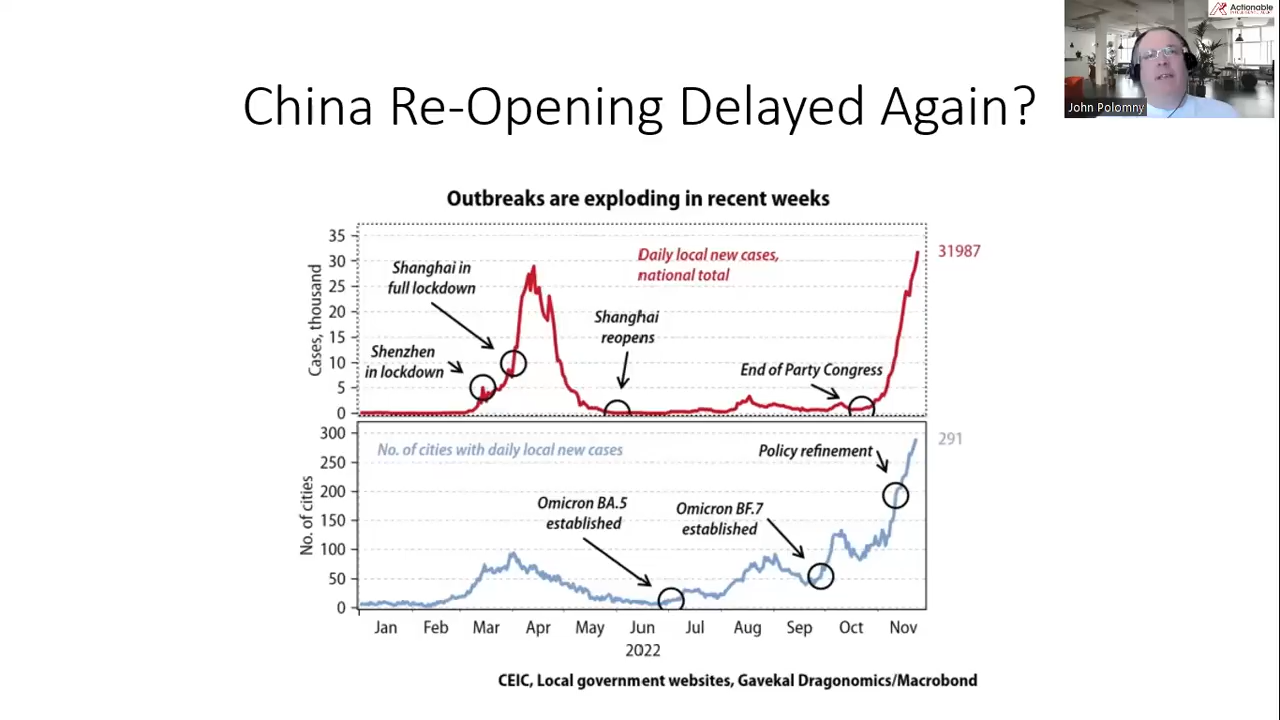 Actionable
INTELLIGENCE ALERT
John Polomny
China Re-Opening Delayed Again?
Outbreaks are exploding in recent weeks
Cases, thousand
35
30
25
20
15
10
5
0
Daily local new cases,
national total
31987
Shanghai in
full lockdown
Shenzhen
in lockdown
Shanghai
reopens
End of Party Congress
No. of cities
300
250
200
150
100
50
0
No. of cities with daily local new cases
291
Policy refinement
Omicron BA.5
established
Omicron BF.7
established
Jan Feb Mar Apr May Jun Jul Aug Sep Oct Nov
2022
CEIC, Local government websites, Gavekal Dragonomics/Macrobond